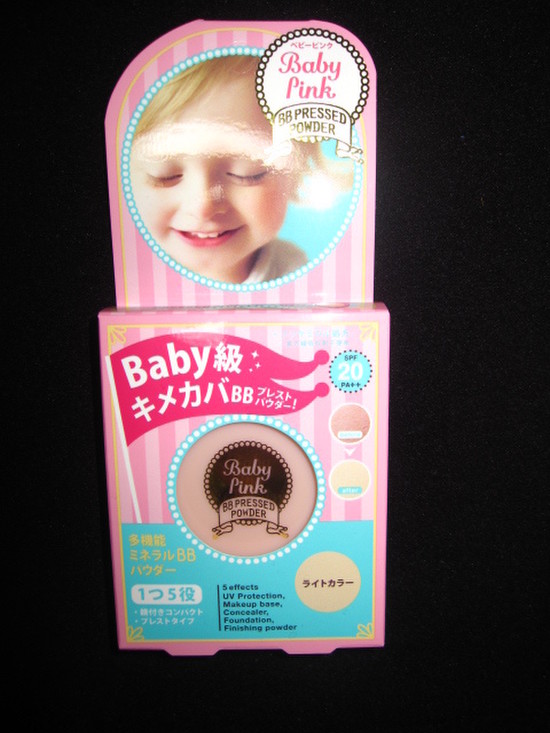 ベビーピンク
Baby
Pink
BB PRESSED
POWDER
Baby級
キメカバBBプレスト
パウダー!
SPF
20
PA++
before
after
Baby
Pink
BB PRESSED
POWDER
多機能
ミネラルBB
パウダー
1つ5役
・鏡付きコンパクト
・プレストタイプ
5effects
UV Protection,
Makeup base,
Concealer,
Foundation,
Finishing powder
ライトカラー